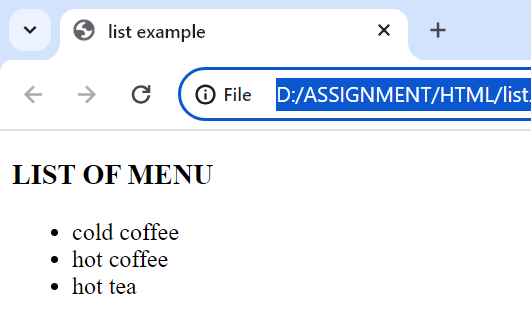 list example
File D:/ASSIGNMENT/HTML/list.
LIST OF MENU
cold coffee
hot coffee
hot tea